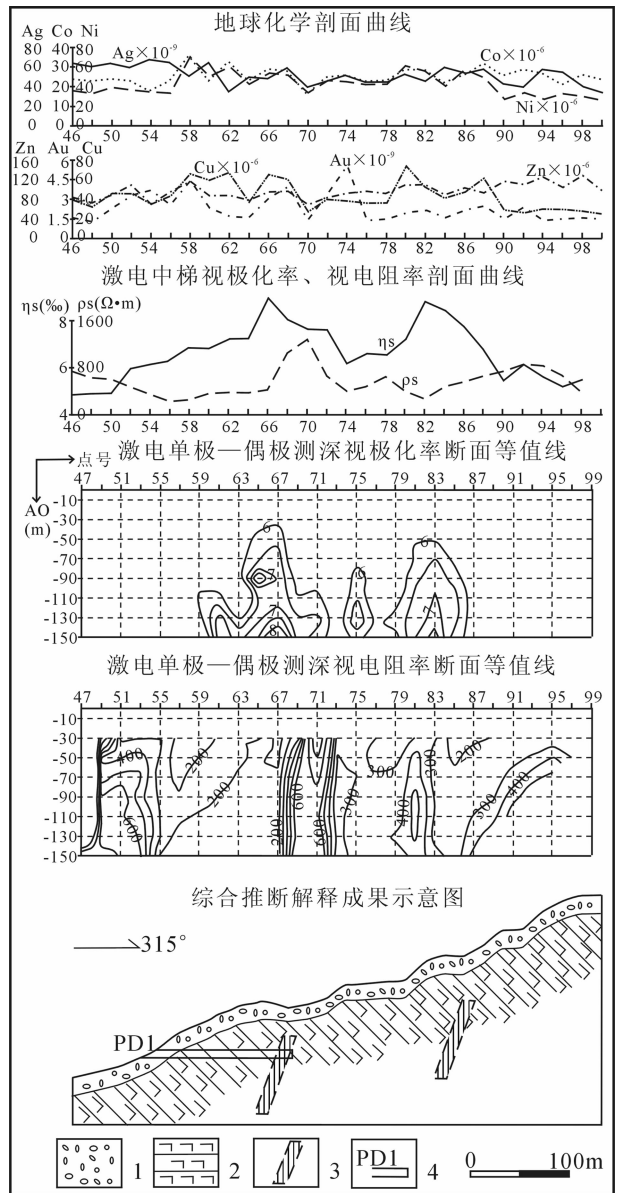 地球化学剖面曲线
Ag Co Ni
80 40 80
60 30 60
40 20 40
20 10 20
0 0 0
Ag×10-9
Co×10-6
Ni×10-6
46 50 54 58 62 66 70 74 78 82 86 90 94 98
Zn Au Cu
160 6 80
120 4.5 60
80 3 40
40 1.5 20
0 0 0
Cu×10-6
Au×10-9
Zn×10-6
46 50 54 58 62 66 70 74 78 82 86 90 94 98
激电中梯视极化率、视电阻率剖面曲线
ηs(‰) ρs(Ω•m)
8 1600
6 800
4 0
ηs
ρs
46 50 54 58 62 66 70 74 78 82 86 90 94 98
激电单极—偶极测深视极化率断面等值线
点号
AO
(m)
47 51 55 59 63 67 71 75 79 83 87 91 95 99
-10
-30
-50
-70
-90
-110
-130
-150
6
7
7
8
6
6
7
激电单极—偶极测深视电阻率断面等值线
47 51 55 59 63 67 71 75 79 83 87 91 95 99
-10
-30
-50
-70
-90
-110
-130
-150
400
200
200
600
600
300
400
300
200
300
400
综合推断解释成果示意图
315°
PD1
1
2
3
PD1
4
0 100m